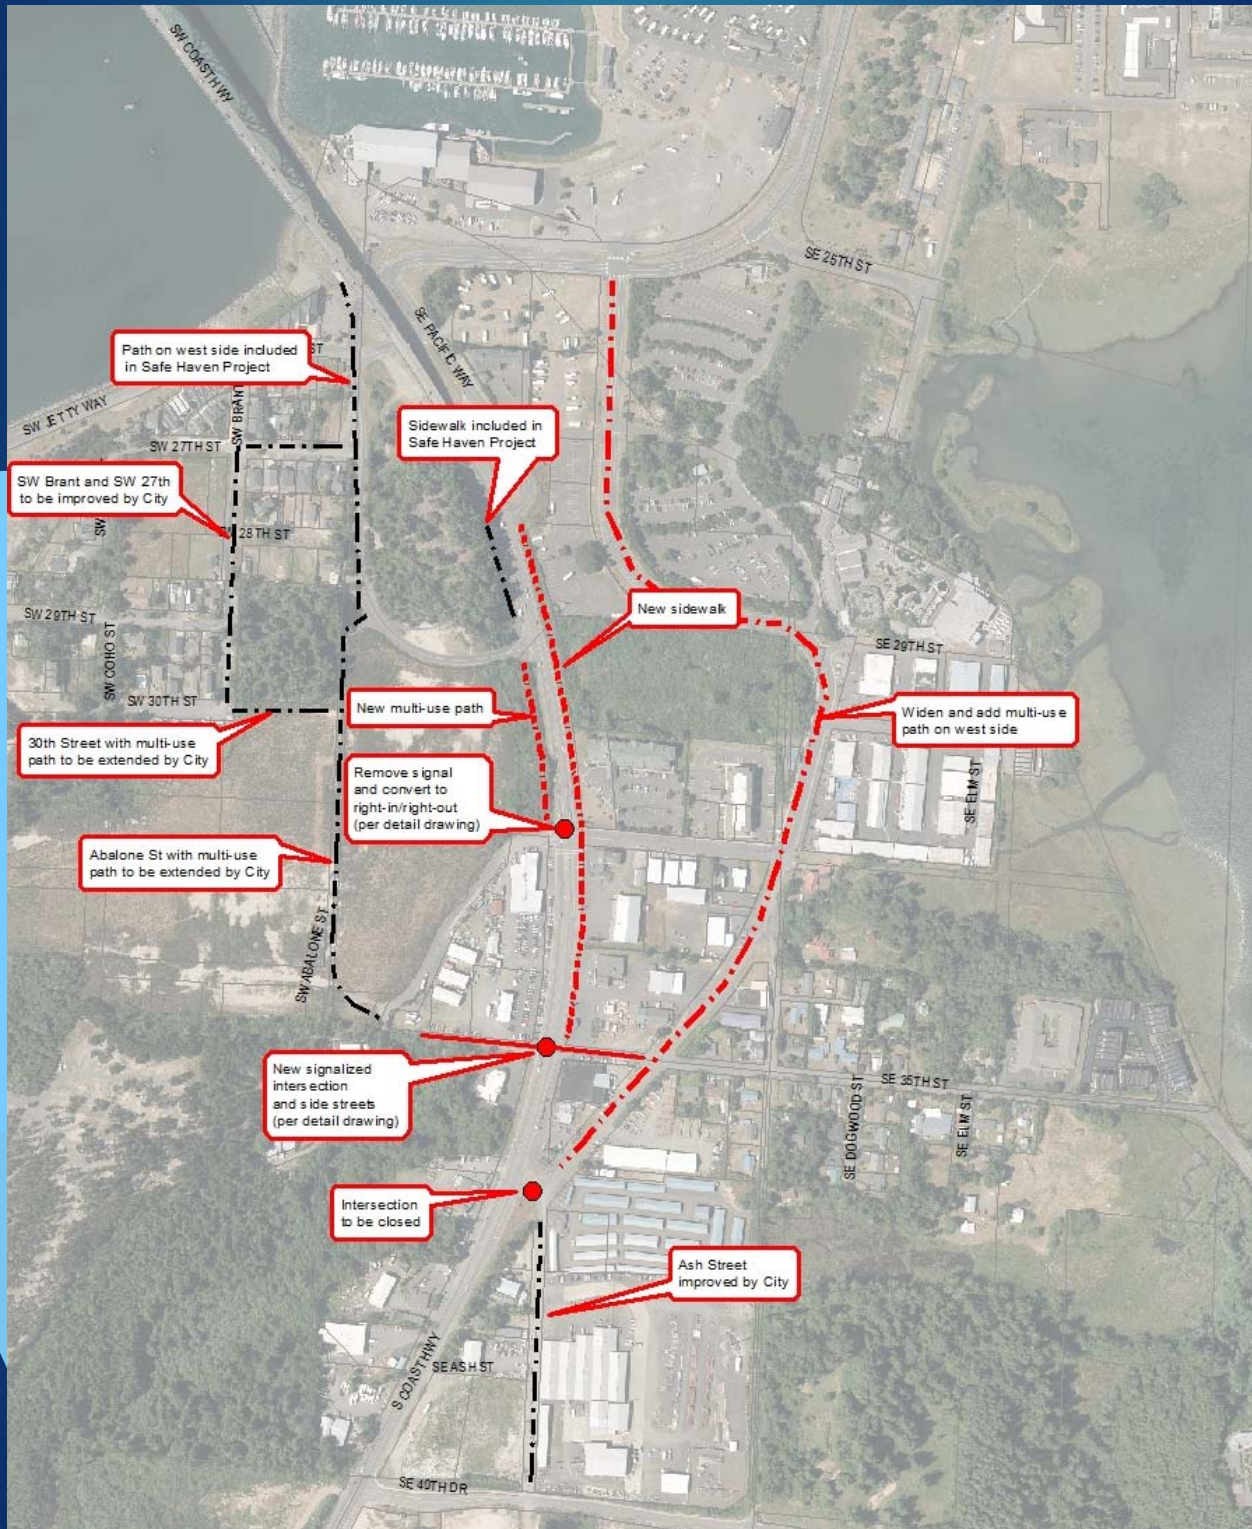 SW COAST HWY
SE 25TH ST
SE PACIFIC WAY
Path on west side included
in Safe Haven Project
ST
SW JETTY WAY
SW BRANT
SW 27TH ST
Sidewalk included in
Safe Haven Project
SW Brant and SW 27th
to be improved by City
SW
28TH ST
New sidewalk
SW 29TH ST
SE 29TH ST
SW COHO ST
SW 30TH ST
New multi-use path
Widen and add multi-use
path on west side
30th Street with multi-use
path to be extended by City
Remove signal
and convert to
right-in/right-out
(per detail drawing)
SE ELM ST
Abalone St with multi-use
path to be extended by City
SW ABALONE ST
New signalized
intersection
and side streets
(per detail drawing)
SE 35TH ST
SE DOGWOOD ST
SE ELM ST
Intersection
to be closed
Ash Street
improved by City
S COAST HWY
SE ASH ST
SE 40TH DR